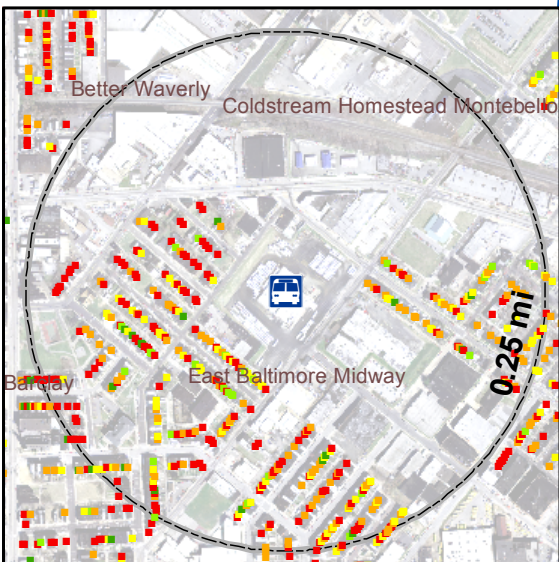 Better Waverly
Coldstream Homestead Montebello
0.25 mi
East Baltimore Midway
Barclay